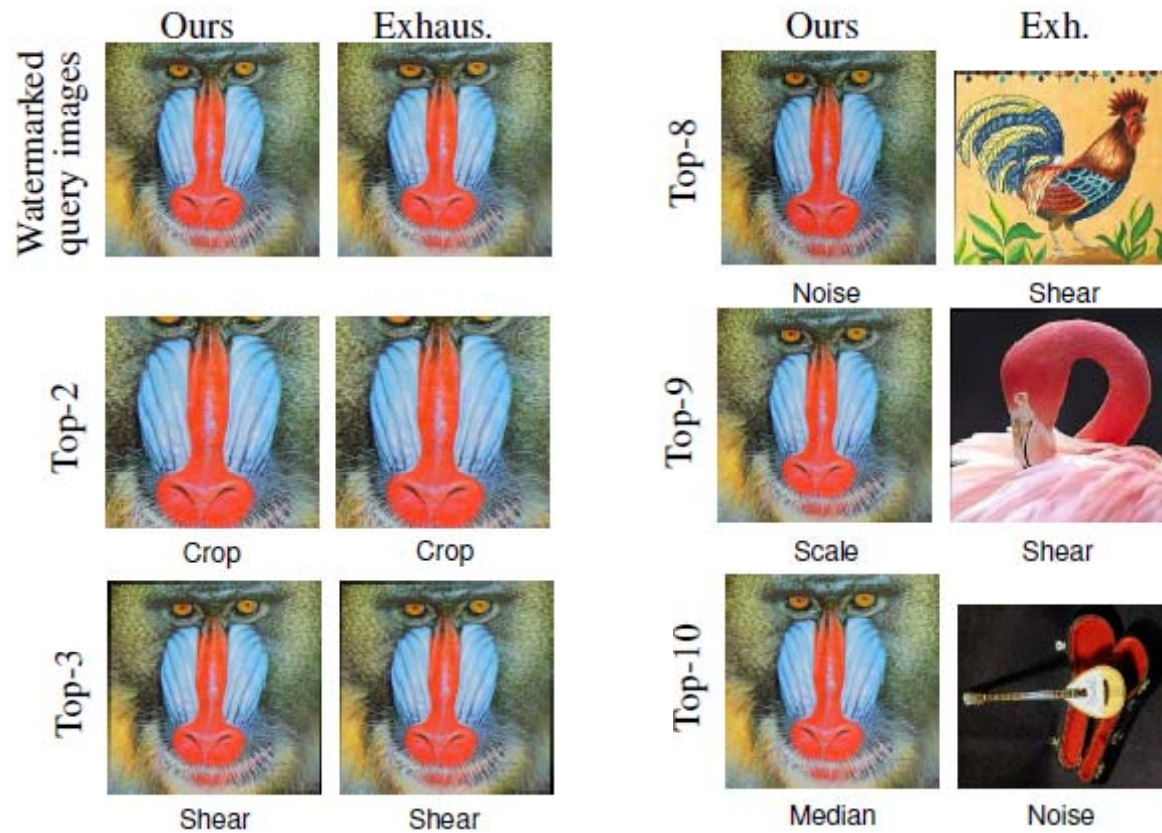 Ours Exhaus.
Watermarked
query images
Top-2
Crop Crop
Top-3
Shear Shear
Ours Exh.
Top-8
Noise Shear
Top-9
Scale Shear
Top-10
Median Noise